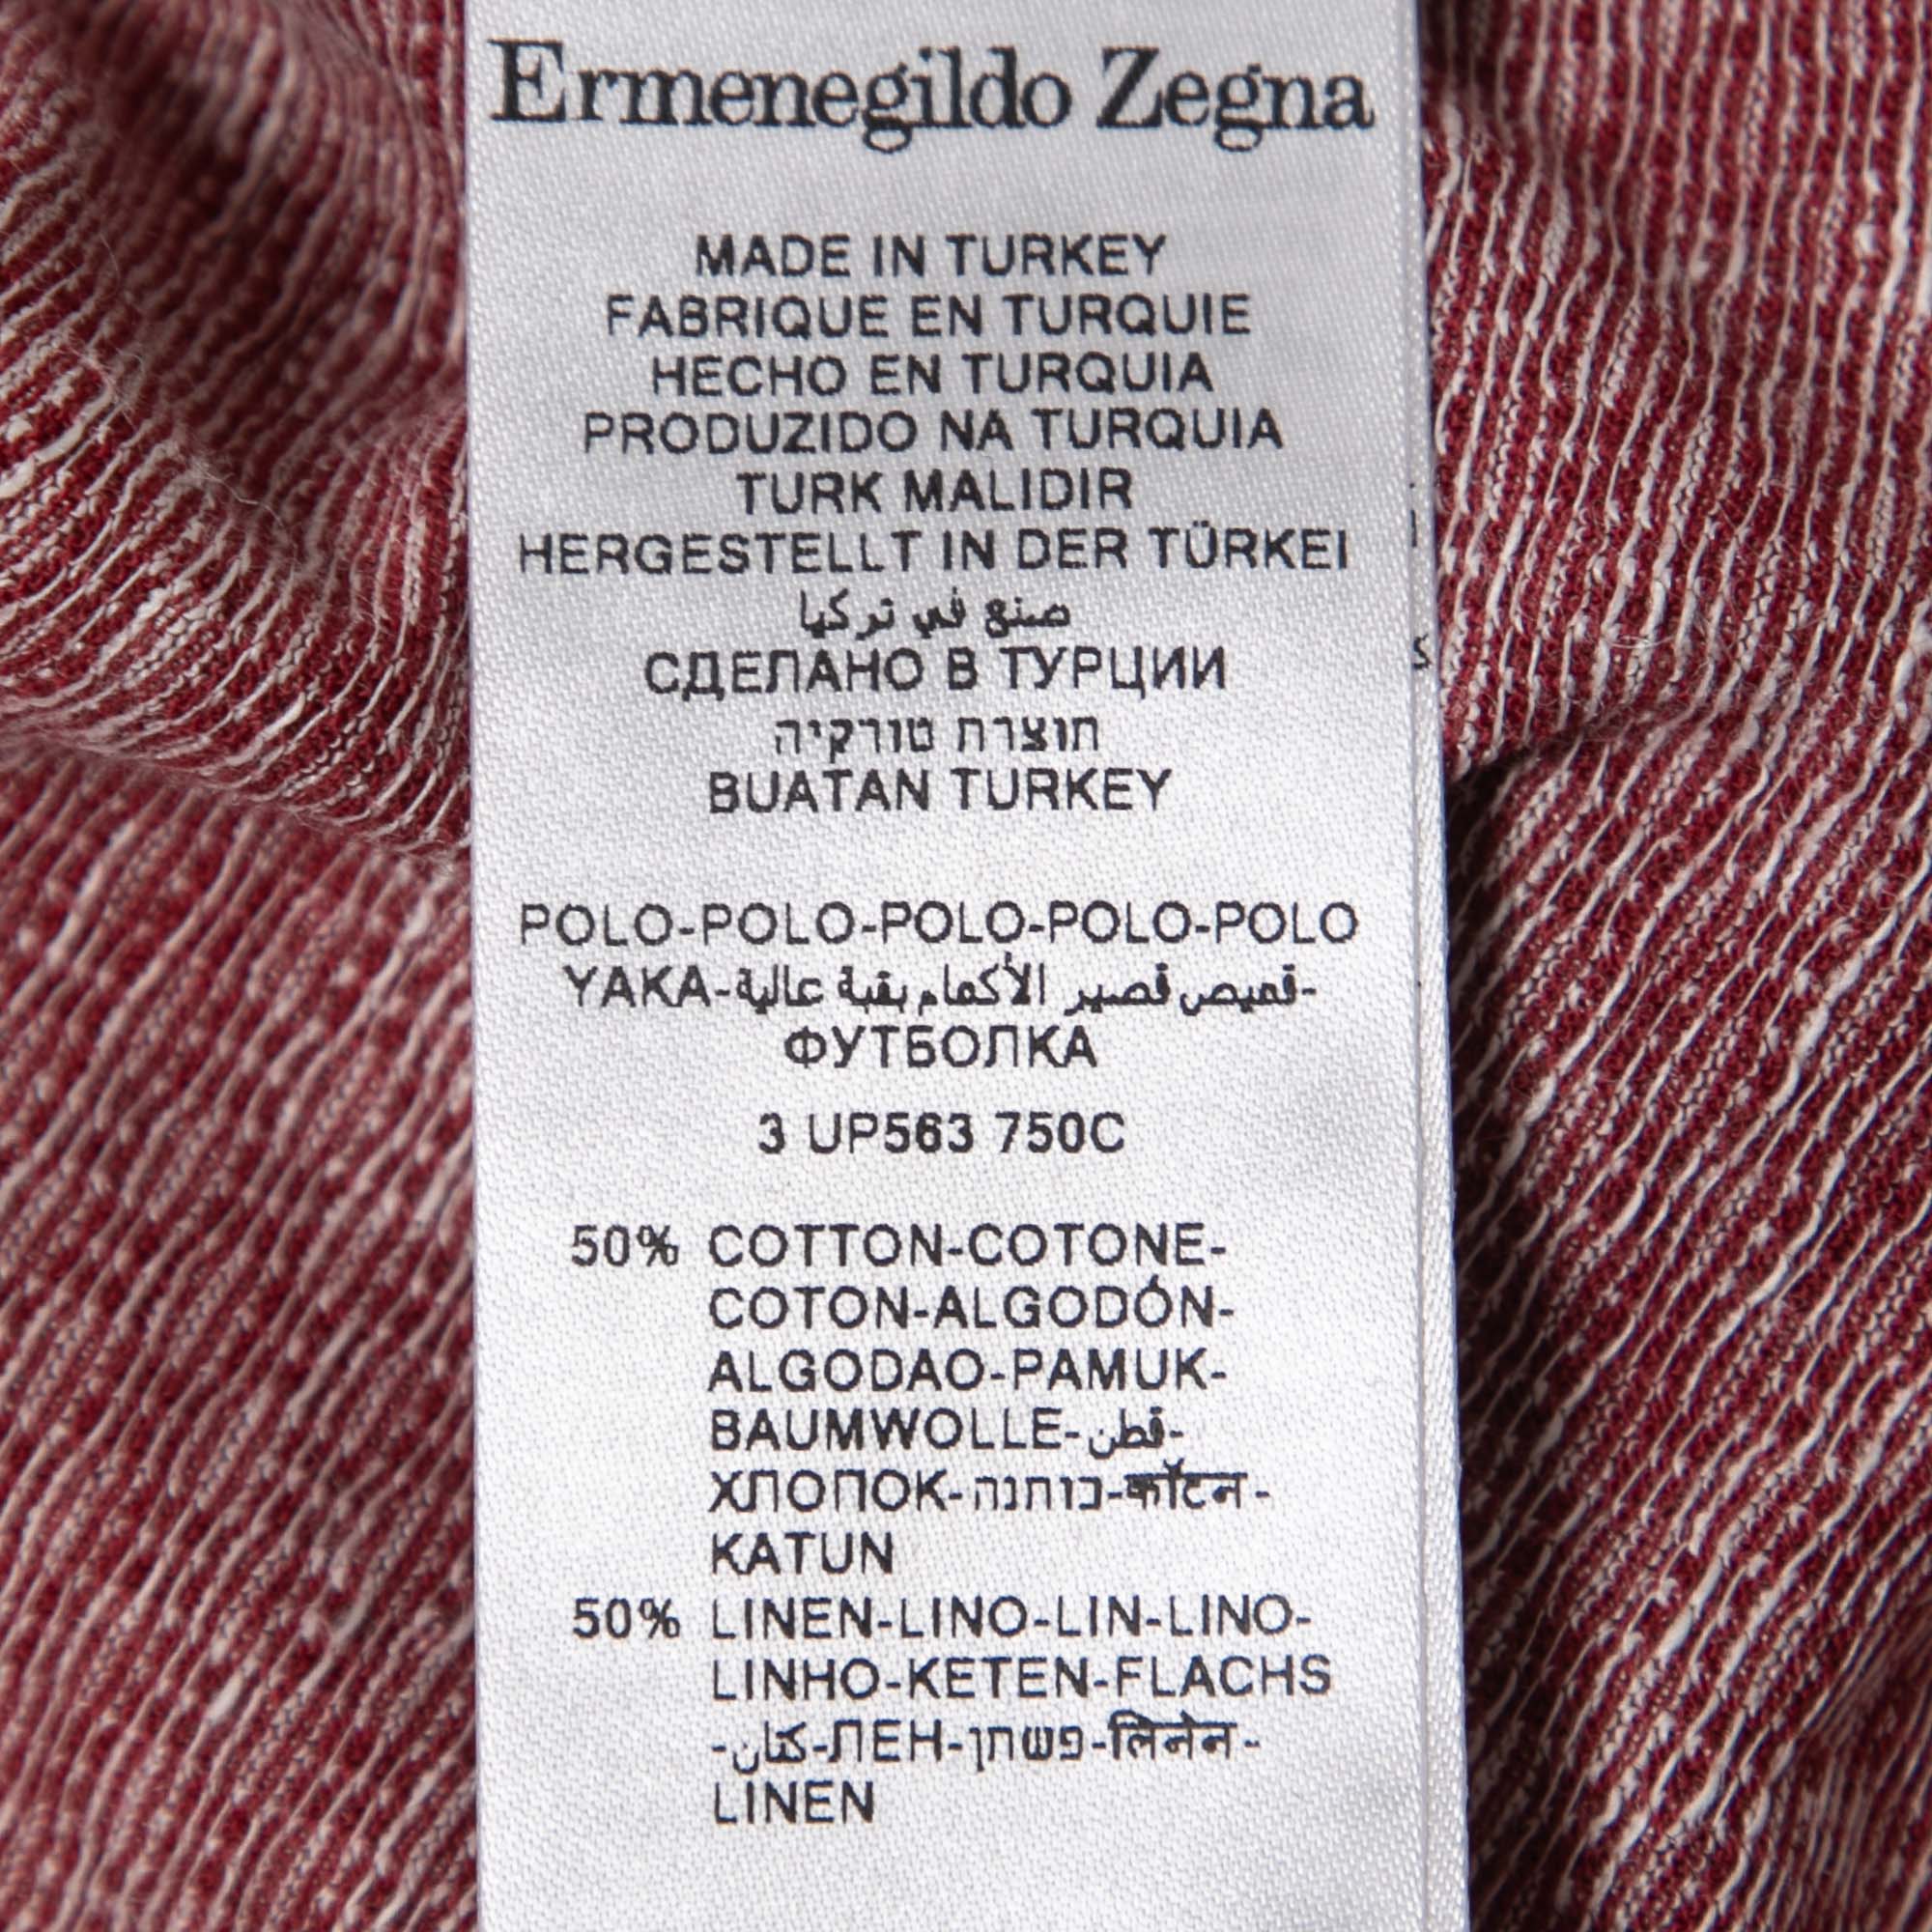 Ermenegildo Zegna
MADE IN TURKEY
FABRIQUE EN TURQUIE
HECHO EN TURQUIA
PRODUZIDO NA TURQUIA
TURK MALIDIR
HERGESTELLT IN DER TÜRKEI
صنع في تركيا
СДЕЛАНО В ТУРЦИИ
תוצרת טורקיה
BUATAN TURKEY
POLO-POLO-POLO-POLO-POLO
YAKA-قميص قصير الأكمام بقبة عالية-
ФУТБОЛКА
3 UP563 750C
50% COTTON-COTONE-
COTON-ALGODÓN-
ALGODAO-PAMUK-
BAUMWOLLE-قطن-
ХЛОПОК-כותנה-कॉटन-
KATUN
50% LINEN-LINO-LIN-LINO-
LINHO-KETEN-FLACHS
-كتان-ЛЕН-פשתן-लिनेन-
LINEN